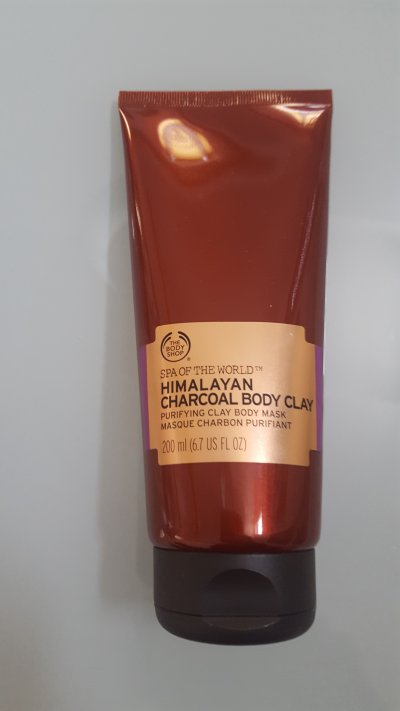 THE
BODY
SHOP®
SPA OF THE WORLD™
HIMALAYAN
CHARCOAL BODY CLAY
PURIFYING CLAY BODY MASK
MASQUE CHARBON PURIFIANT
200 ml (6.7 US FL OZ)